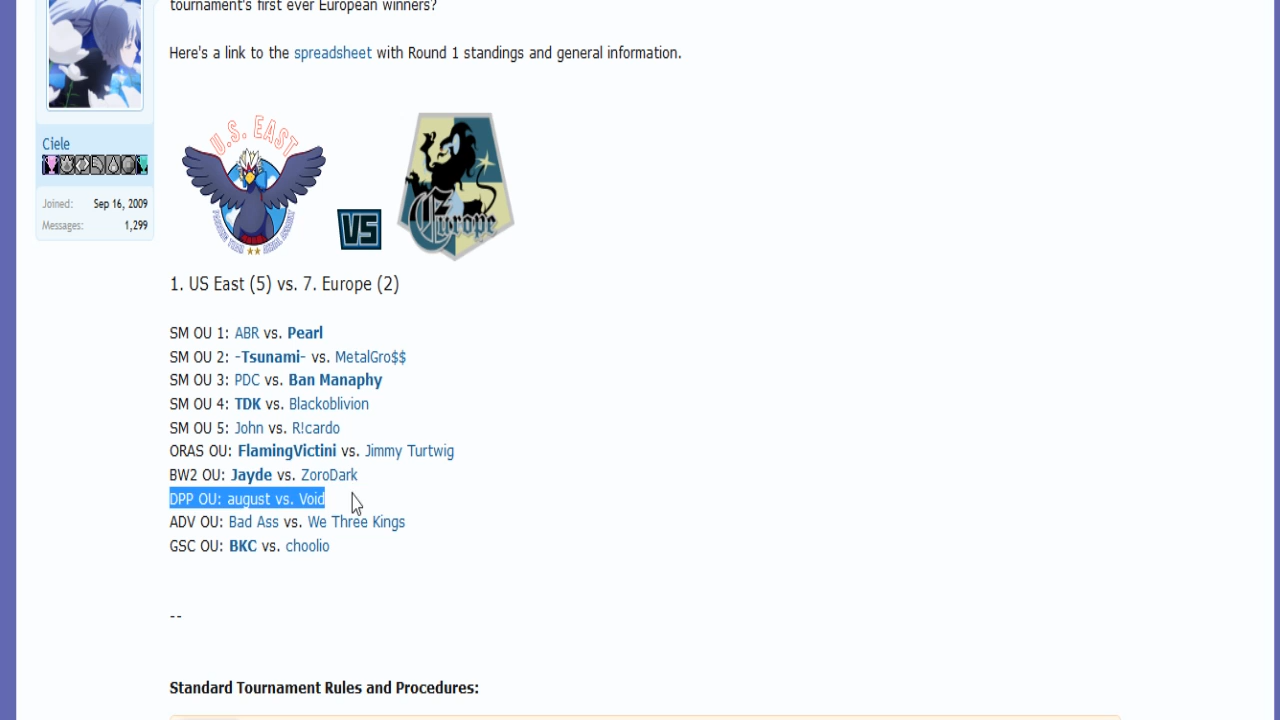 tournament's first ever European winners?
Here's a link to the spreadsheet with Round 1 standings and general information.
U.S. EAST
VS
Europe
Ciele
Joined: Sep 16, 2009
Messages: 1,299
1. US East (5) vs. 7. Europe (2)
SM OU 1: ABR vs. Pearl
SM OU 2: -Tsunami- vs. MetalGro$$
SM OU 3: PDC vs. Ban Manaphy
SM OU 4: TDK vs. Blackoblivion
SM OU 5: John vs. R!cardo
ORAS OU: FlamingVictini vs. Jimmy Turtwig
BW2 OU: Jayde vs. ZoroDark
DPP OU: august vs. Void
ADV OU: Bad Ass vs. We Three Kings
GSC OU: BKC vs. choolio
--
Standard Tournament Rules and Procedures: